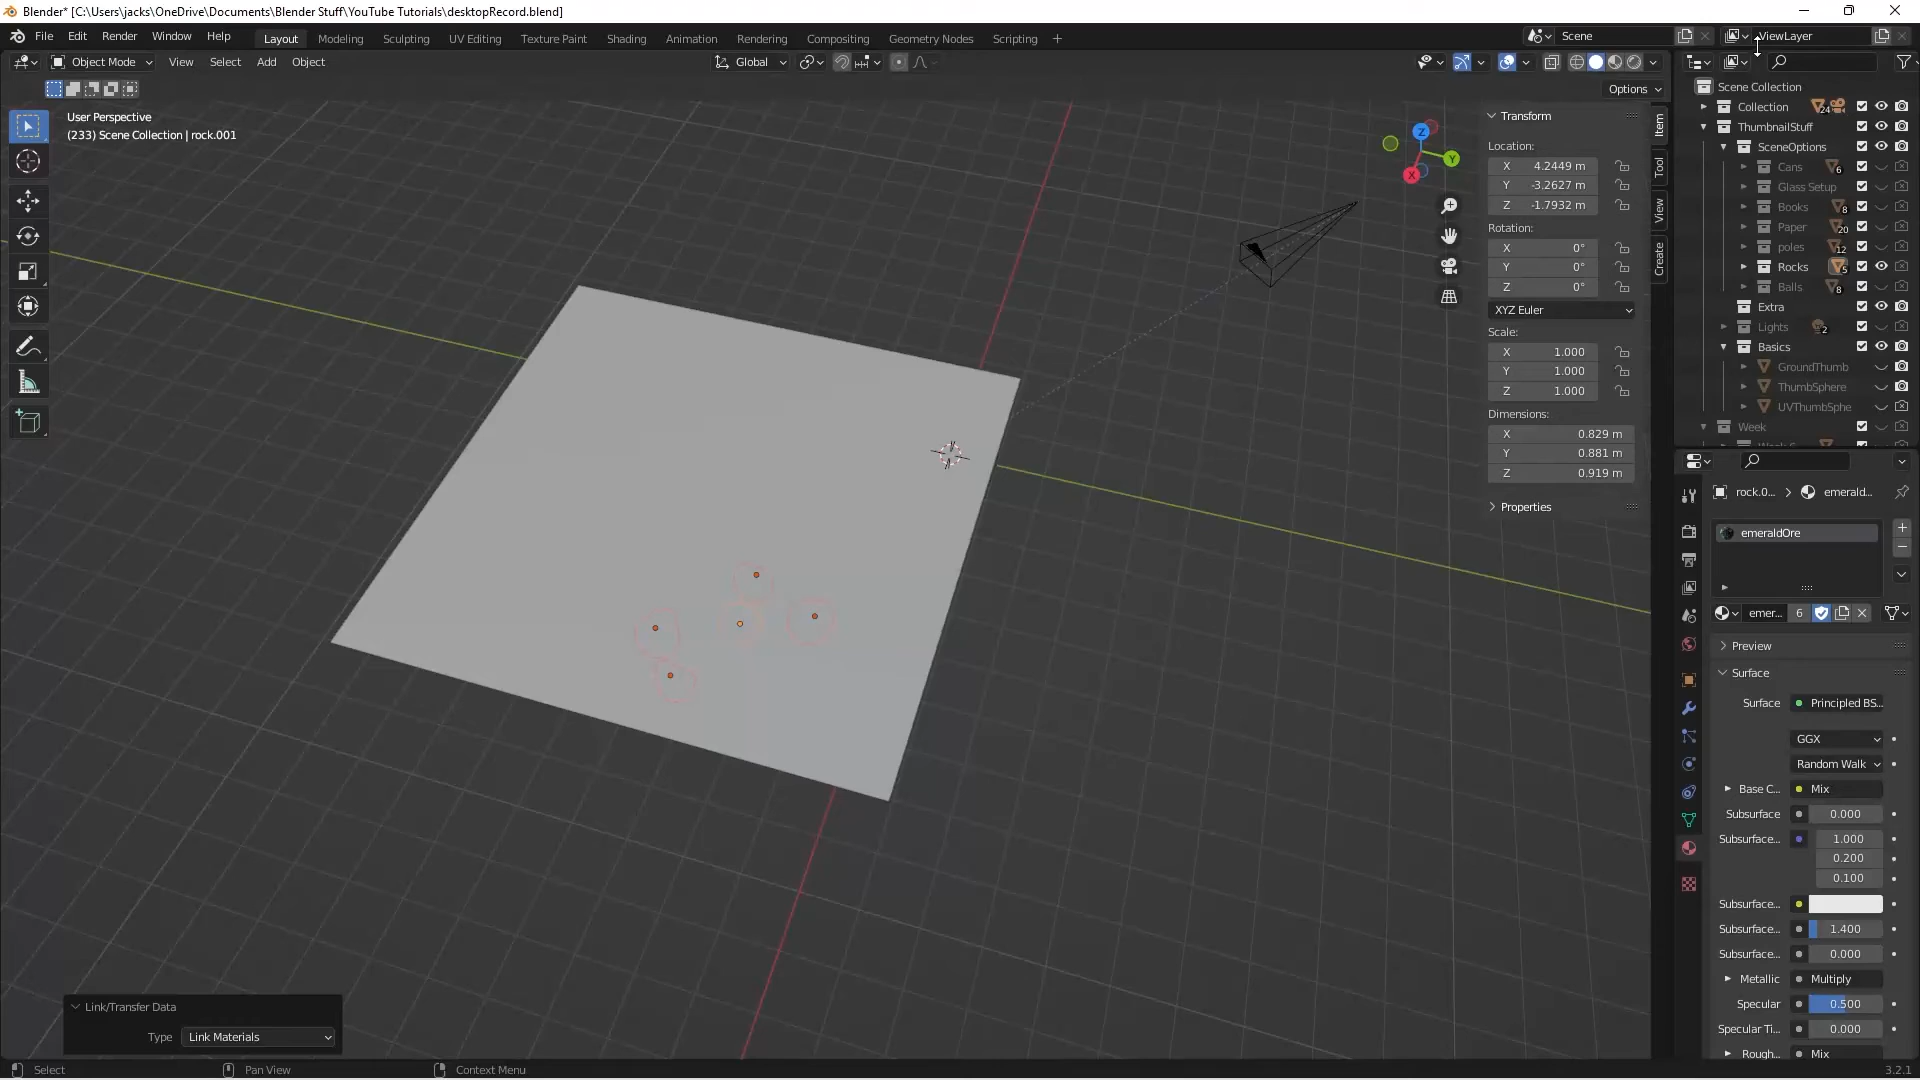 Blender* [C:\Users\jacks\OneDrive\Documents\Blender Stuff\YouTube Tutorials\desktopRecord.blend]
File Edit Render Window Help Layout Modeling Sculpting UV Editing Texture Paint Shading Animation Rendering Compositing Geometry Nodes Scripting + Scene ViewLayer
Object Mode View Select Add Object Global
Options
User Perspective
(233) Scene Collection | rock.001
Z
Y
X
Transform
Location:
X 4.2449 m
Y -3.2627 m
Z -1.7932 m
Rotation:
X 0°
Y 0°
Z 0°
XYZ Euler
Scale:
X 1.000
Y 1.000
Z 1.000
Dimensions:
X 0.829 m
Y 0.881 m
Z 0.919 m
Properties
Item
Tool
View
Create
Scene Collection
Collection 24
ThumbnailStuff
SceneOptions
Cans 6
Glass Setup
Books 8
Paper 20
poles 12
Rocks 5
Balls 8
Extra
Lights 2
Basics
GroundThumb
ThumbSphere
UVThumbSphe
Week
rock.0... > emerald...
emeraldOre
emer... 6
Preview
Surface
Surface Principled BS...
GGX
Random Walk
Base C... Mix
Subsurface 0.000
Subsurface... 1.000
0.200
0.100
Subsurface...
Subsurface... 1.400
Subsurface... 0.000
Metallic Multiply
Specular 0.500
Specular Ti... 0.000
Rough... Mix
Link/Transfer Data
Type Link Materials
Select Pan View Context Menu 3.2.1